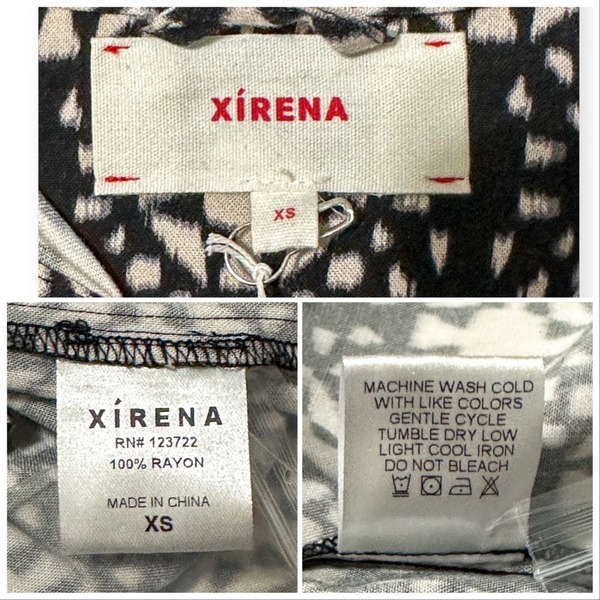 XÍRENA
XS
XÍRENA
RN# 123722
100% RAYON
MADE IN CHINA
XS
MACHINE WASH COLD
WITH LIKE COLORS
GENTLE CYCLE
TUMBLE DRY LOW
LIGHT COOL IRON
DO NOT BLEACH